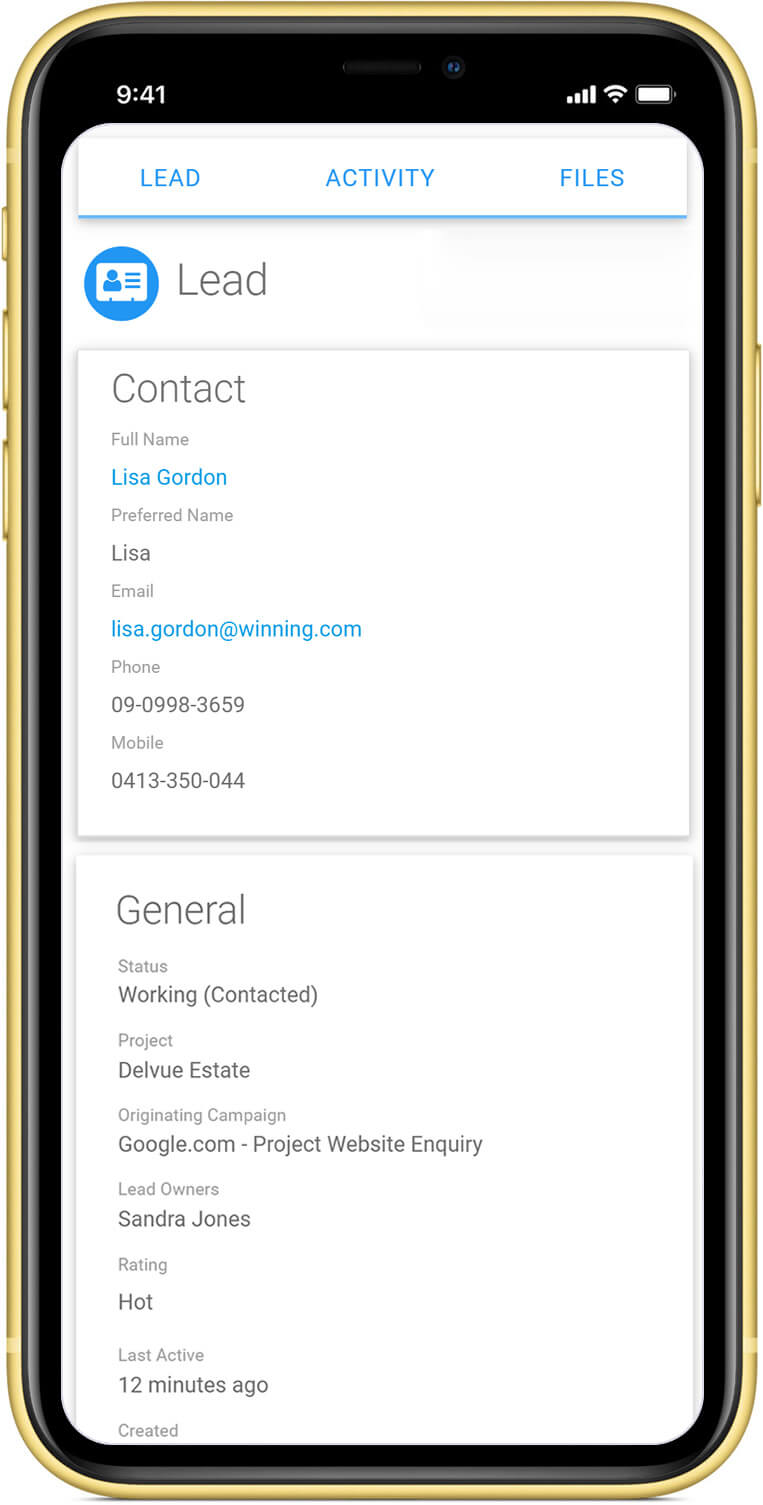 9:41
LEAD ACTIVITY FILES
Lead
Contact
Full Name
Lisa Gordon
Preferred Name
Lisa
Email
lisa.gordon@winning.com
Phone
09-0998-3659
Mobile
0413-350-044
General
Status
Working (Contacted)
Project
Delvue Estate
Originating Campaign
Google.com - Project Website Enquiry
Lead Owners
Sandra Jones
Rating
Hot
Last Active
12 minutes ago
Created